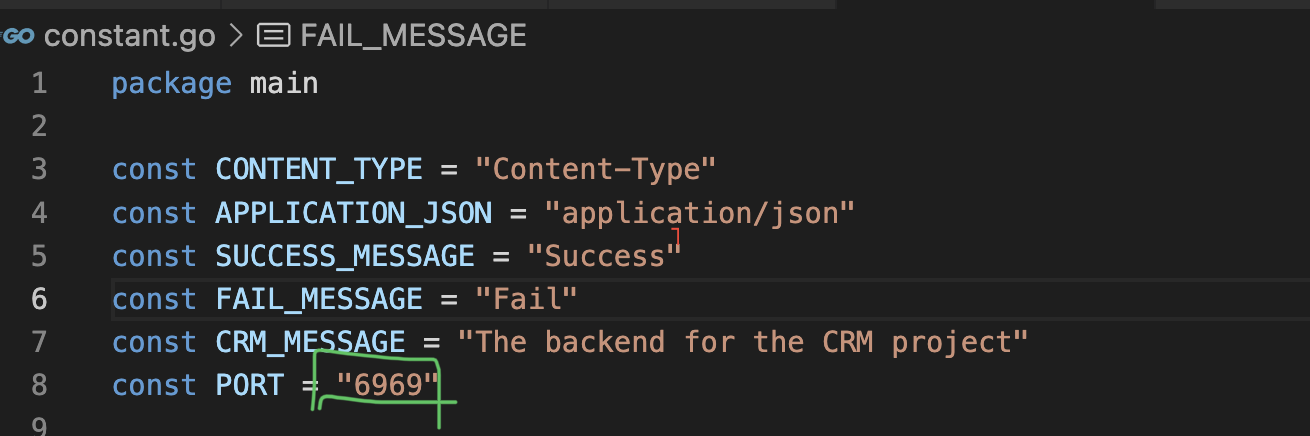 GO constant.go > FAIL_MESSAGE
1 package main
2
3 const CONTENT_TYPE = "Content-Type"
4 const APPLICATION_JSON = "application/json"
5 const SUCCESS_MESSAGE = "Success"
6 const FAIL_MESSAGE = "Fail"
7 const CRM_MESSAGE = "The backend for the CRM project"
8 const PORT = "6969"
9